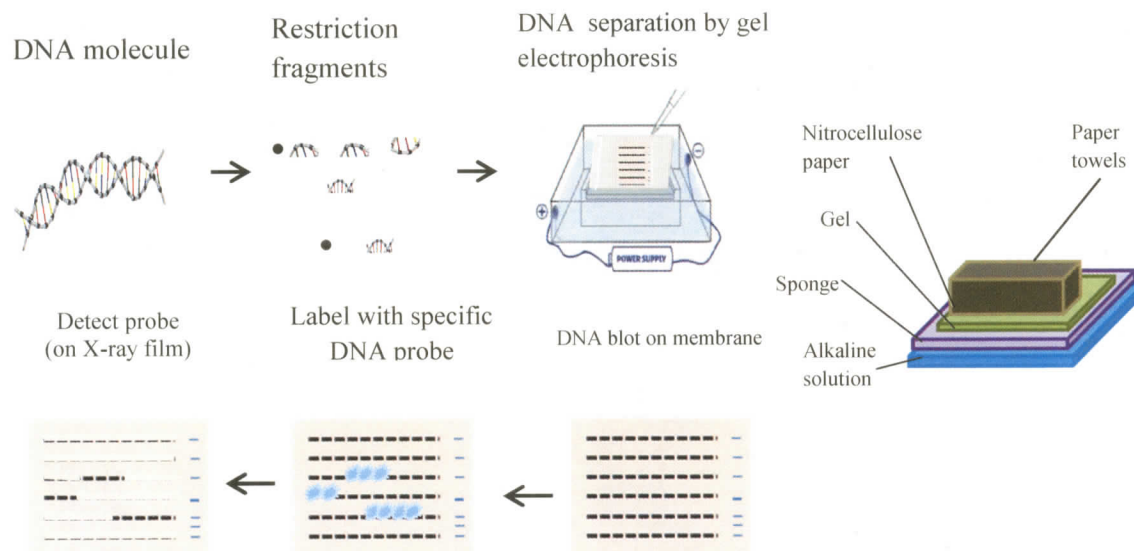 DNA molecule
Restriction
fragments
DNA separation by gel
electrophoresis
POWER SUPPLY
Nitrocellulose
paper
Paper
towels
Gel
Sponge
Alkaline
solution
Detect probe
(on X-ray film)
Label with specific
DNA probe
DNA blot on membrane